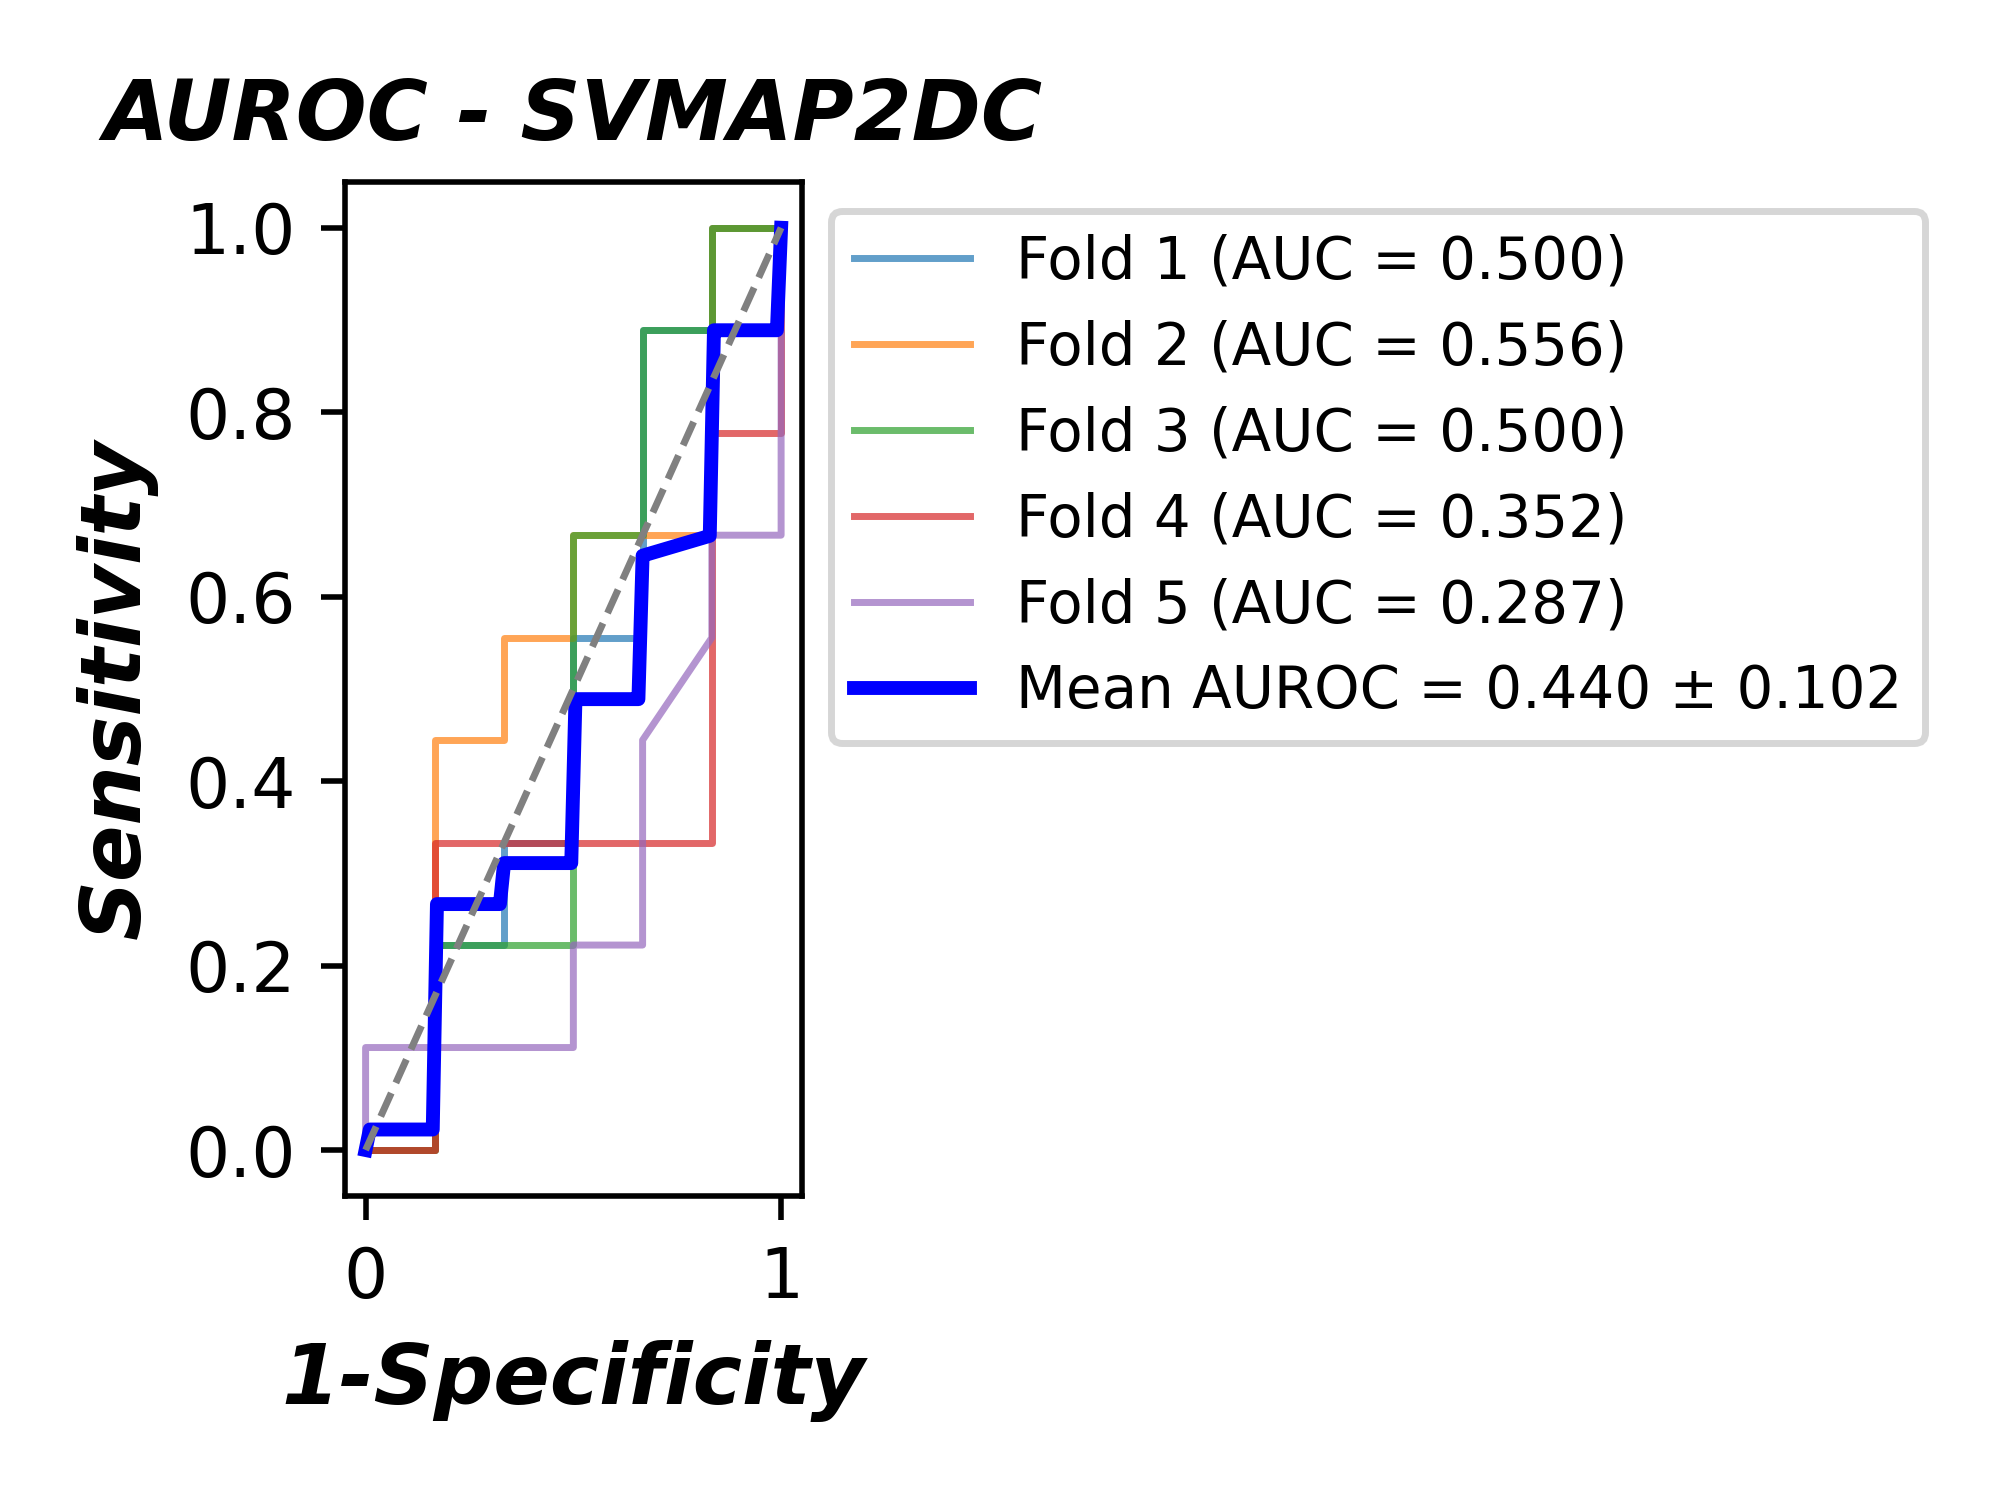 AUROC - SVMAP2DC
1.0
0.8
0.6
0.4
0.2
0.0
Sensitivity
0 1
1-Specificity
Fold 1 (AUC = 0.500)
Fold 2 (AUC = 0.556)
Fold 3 (AUC = 0.500)
Fold 4 (AUC = 0.352)
Fold 5 (AUC = 0.287)
Mean AUROC = 0.440 ± 0.102